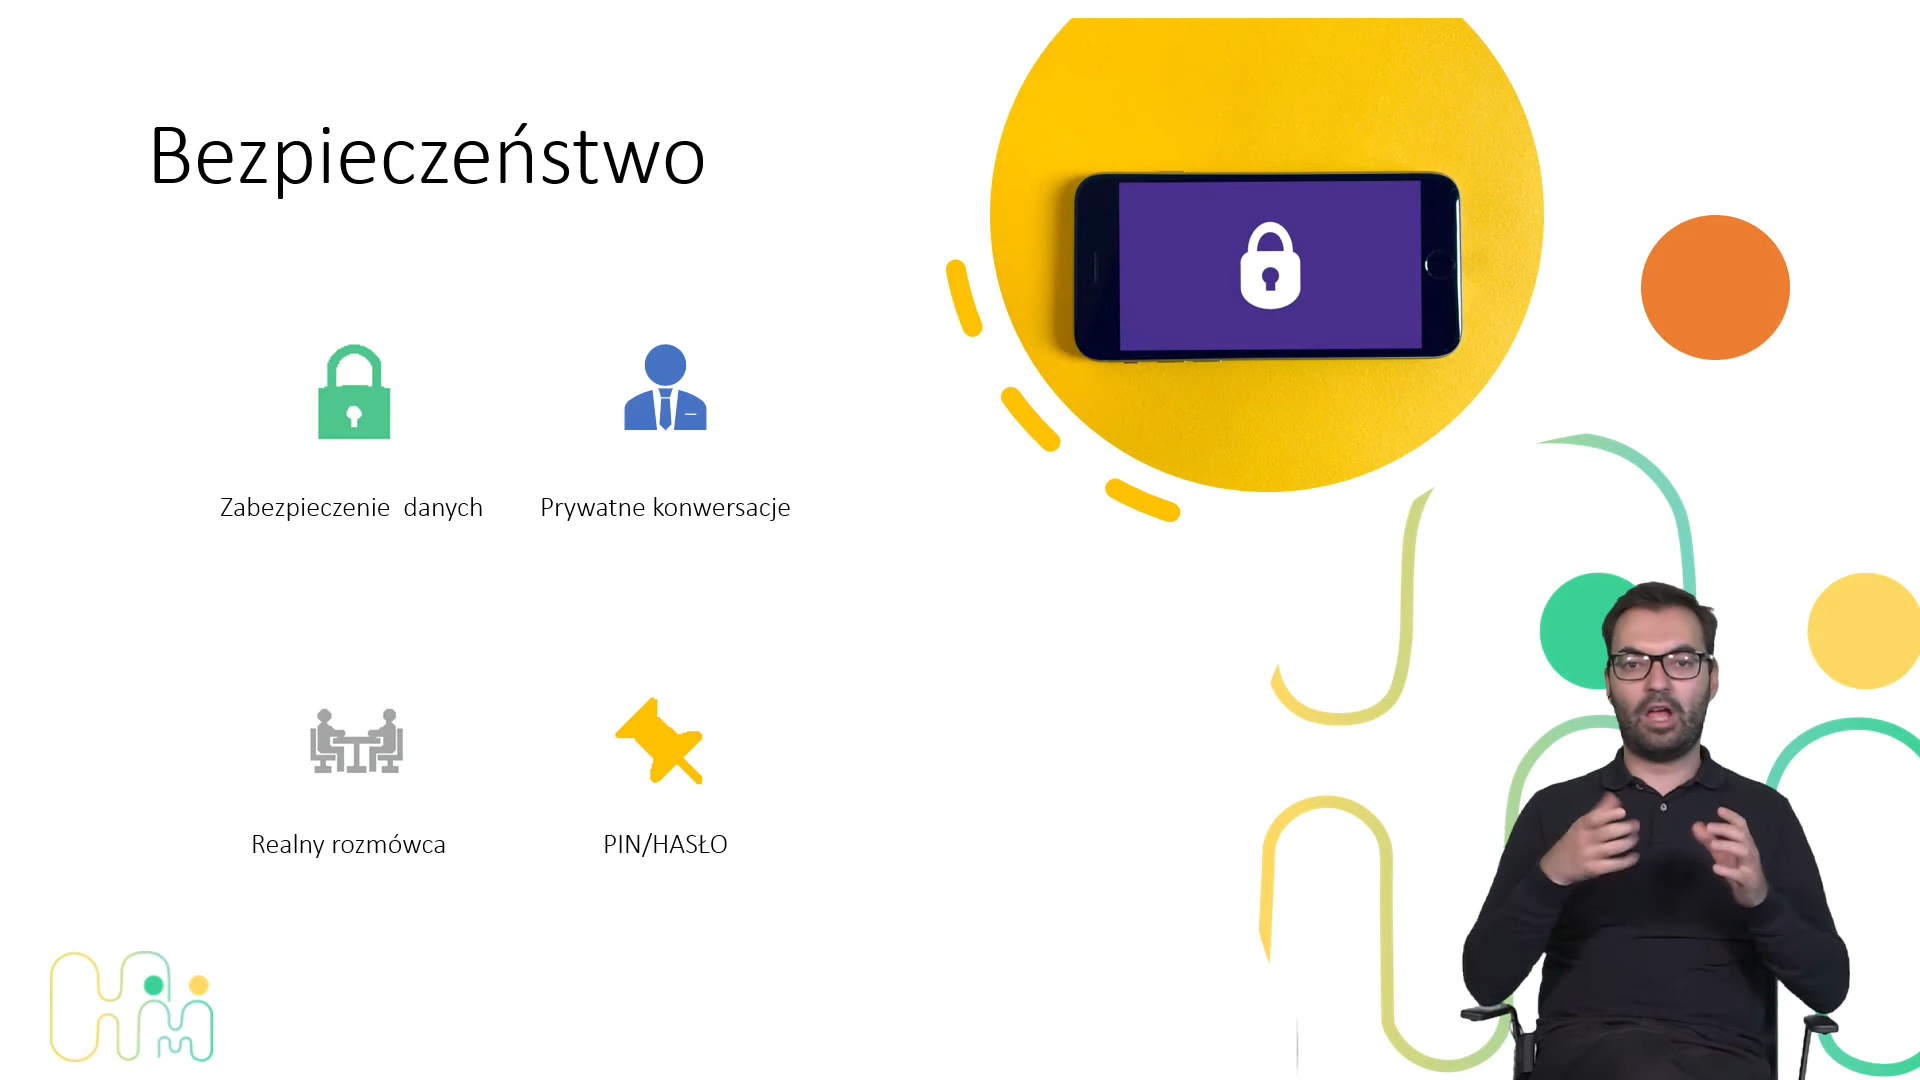 Bezpieczeństwo
Zabezpieczenie danych
Prywatne konwersacje
Realny rozmówca
PIN/HASŁO